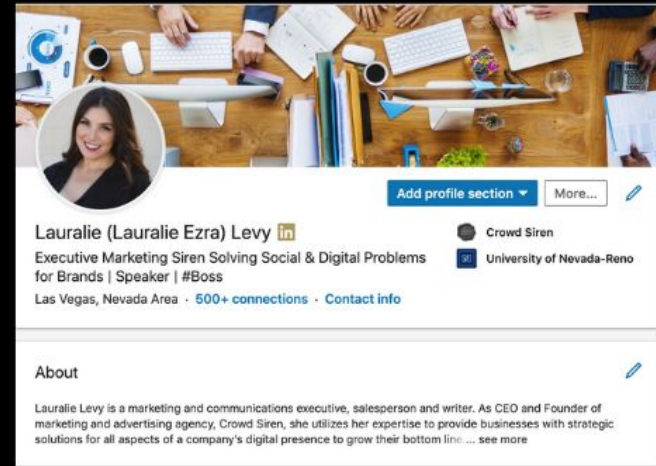 Add profile section
More...
Lauralie (Lauralie Ezra) Levy in
Crowd Siren
Executive Marketing Siren Solving Social & Digital Problems
for Brands | Speaker | #Boss
University of Nevada-Reno
Las Vegas, Nevada Area · 500+ connections · Contact info
About
Lauralie Levy is a marketing and communications executive, salesperson and writer. As CEO and Founder of
marketing and advertising agency, Crowd Siren, she utilizes her expertise to provide businesses with strategic
solutions for all aspects of a company's digital presence to grow their bottom line.... see more